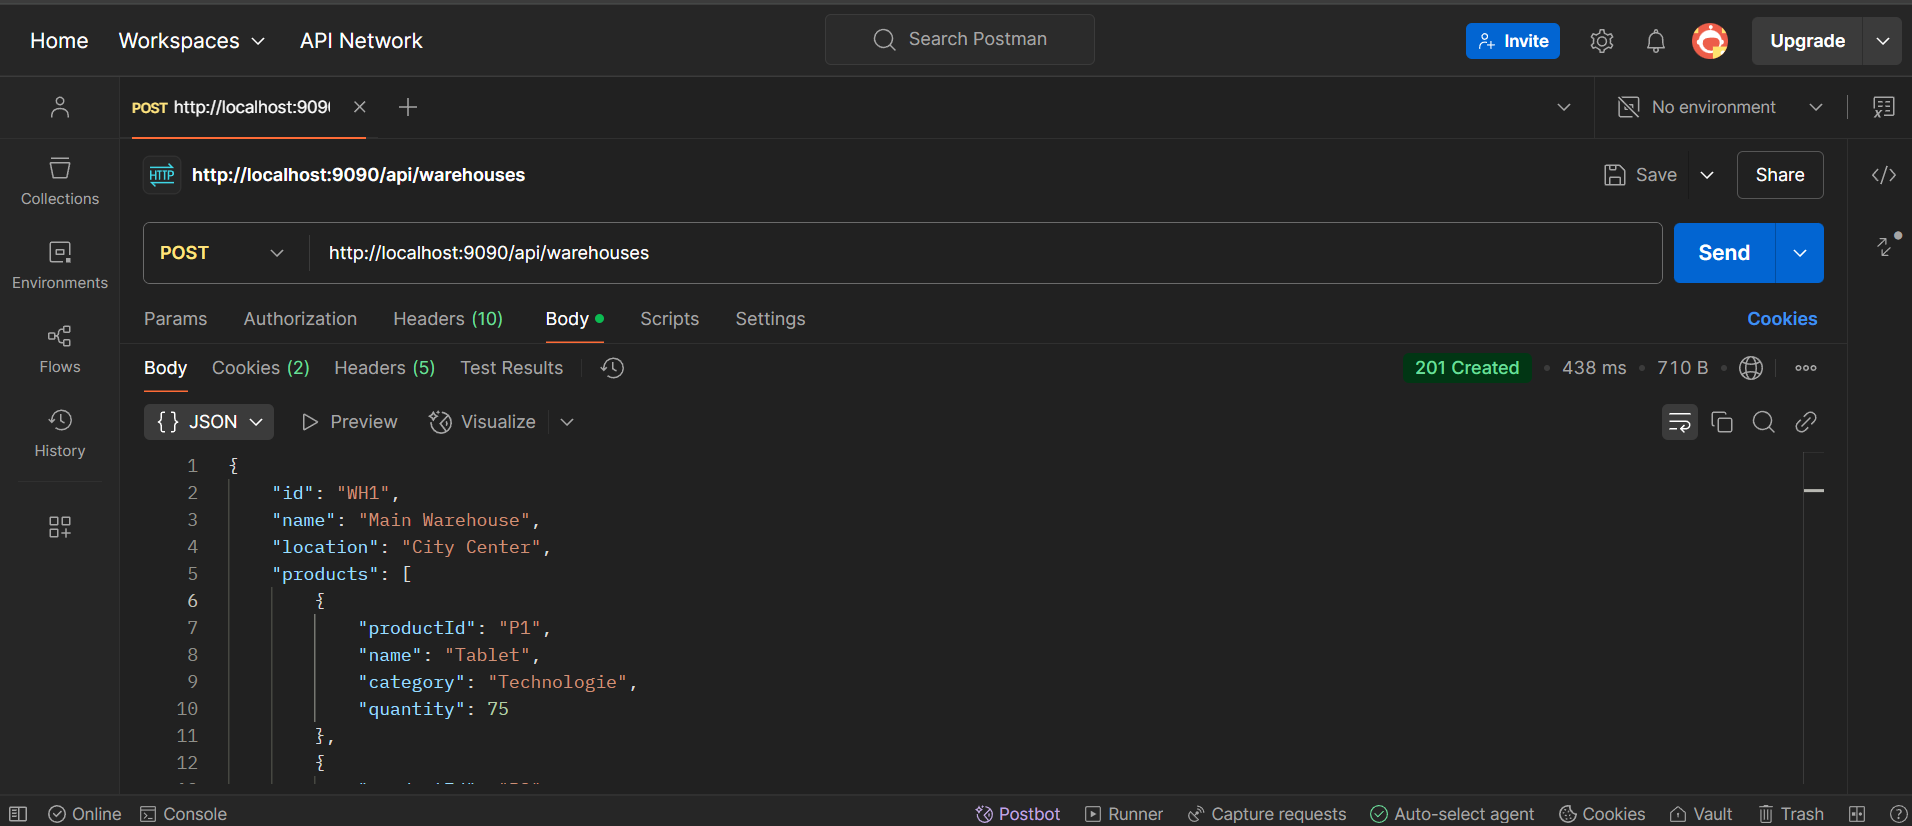 Home Workspaces API Network Search Postman Invite Upgrade
POST http://localhost:909 No environment
HTTP http://localhost:9090/api/warehouses Save Share
Collections
POST http://localhost:9090/api/warehouses Send
Environments
Params Authorization Headers (10) Body Scripts Settings Cookies
Flows
Body Cookies (2) Headers (5) Test Results 201 Created 438 ms 710 B
{} JSON Preview Visualize
History
1 {
2 "id": "WH1",
3 "name": "Main Warehouse",
4 "location": "City Center",
5 "products": [
6 {
7 "productId": "P1",
8 "name": "Tablet",
9 "category": "Technologie",
10 "quantity": 75
11 },
12 {
Online Console Postbot Runner Capture requests Auto-select agent Cookies Vault Trash